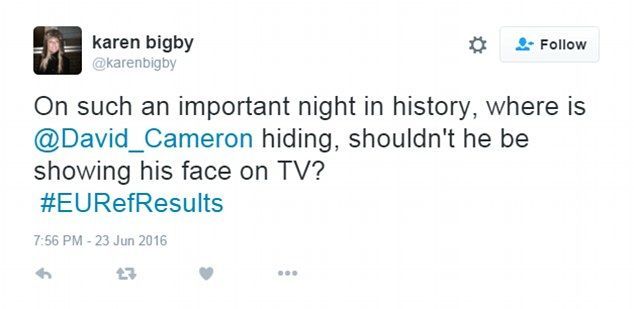 karen bigby
@karenbigby
Follow
On such an important night in history, where is
@David_Cameron hiding, shouldn't he be
showing his face on TV?
#EURefResults
7:56 PM - 23 Jun 2016